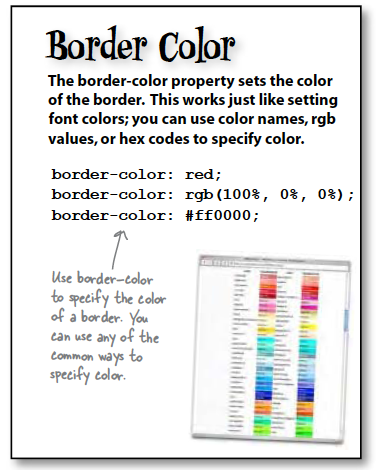 Border Color
The border-color property sets the color
of the border. This works just like setting
font colors; you can use color names, rgb
values, or hex codes to specify color.
border-color: red;
border-color: rgb(100%, 0%, 0%);
border-color: #ff0000;
Use border-color
to specify the color
of a border. You
can use any of the
common ways to
specify color.